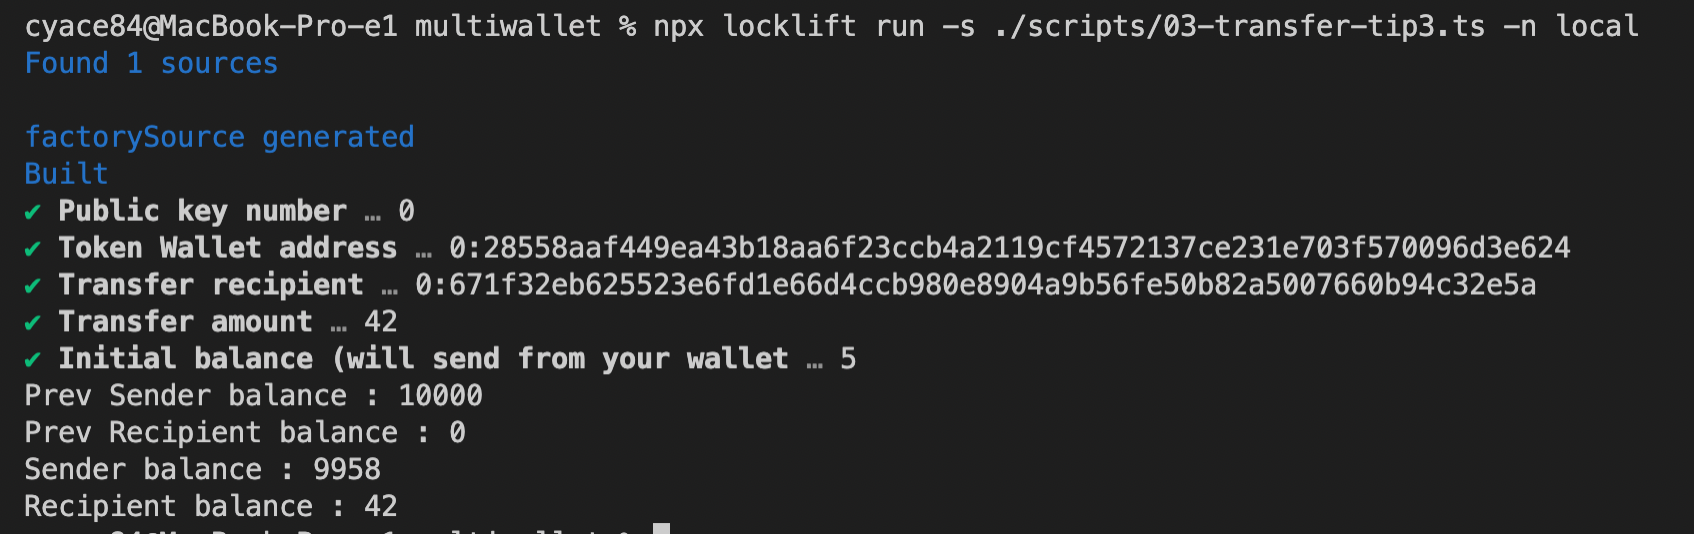 cyace84@MacBook-Pro-e1 multiwallet % npx locklift run -s ./scripts/03-transfer-tip3.ts -n local
Found 1 sources
factorySource generated
Built
✔ Public key number … 0
✔ Token Wallet address … 0:28558aaf449ea43b18aa6f23ccb4a2119cf4572137ce231e703f570096d3e624
✔ Transfer recipient … 0:671f32eb625523e6fd1e66d4ccb980e8904a9b56fe50b82a5007660b94c32e5a
✔ Transfer amount … 42
✔ Initial balance (will send from your wallet … 5
Prev Sender balance : 10000
Prev Recipient balance : 0
Sender balance : 9958
Recipient balance : 42